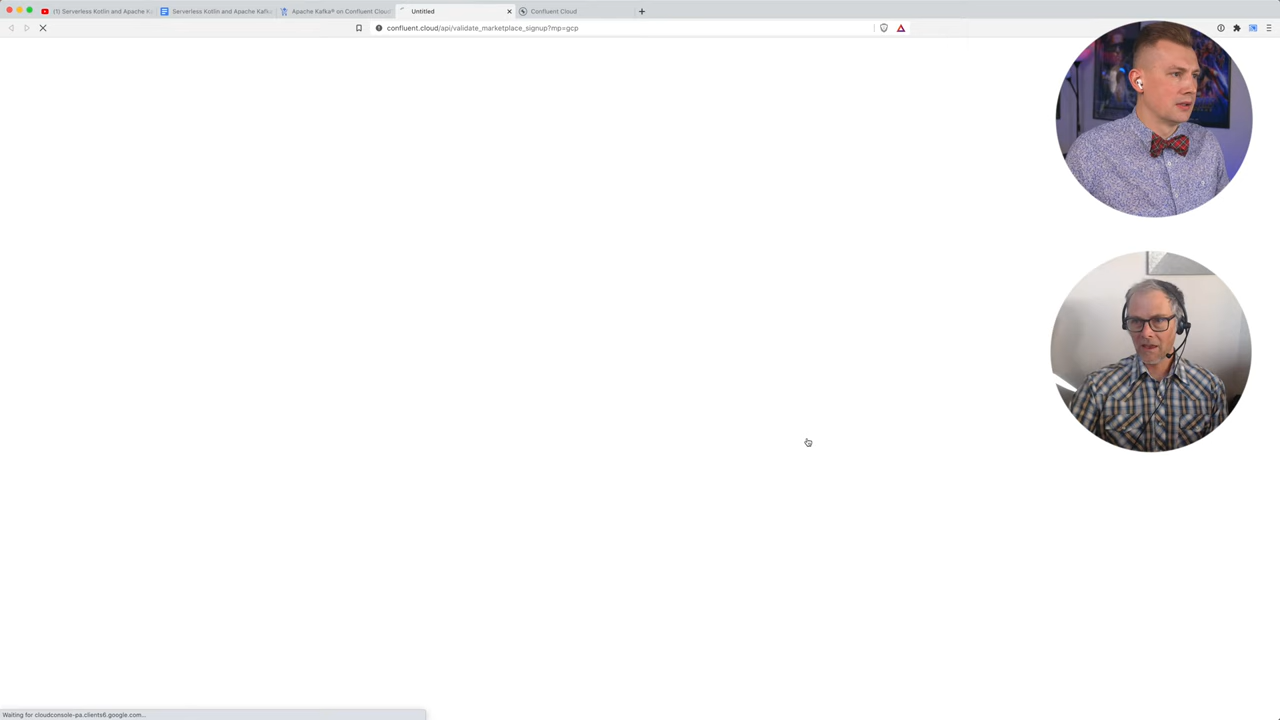 (1) Serverless Kotlin and Apache Ka
Serverless Kotlin and Apache Kafk
Apache Kafka® on Confluent Cloud
Untitled
Confluent Cloud
confluent.cloud/api/validate_marketplace_signup?mp=gcp
Waiting for cloudconsole-pa.clients6.google.com...